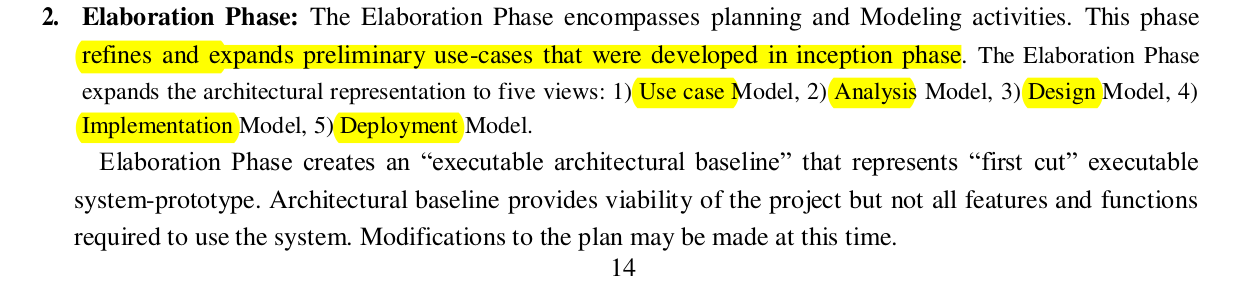 2. Elaboration Phase: The Elaboration Phase encompasses planning and Modeling activities. This phase
refines and expands preliminary use-cases that were developed in inception phase. The Elaboration Phase
expands the architectural representation to five views: 1) Use case Model, 2) Analysis Model, 3) Design Model, 4)
Implementation Model, 5) Deployment Model.
Elaboration Phase creates an “executable architectural baseline” that represents “first cut” executable
system-prototype. Architectural baseline provides viability of the project but not all features and functions
required to use the system. Modifications to the plan may be made at this time.
14